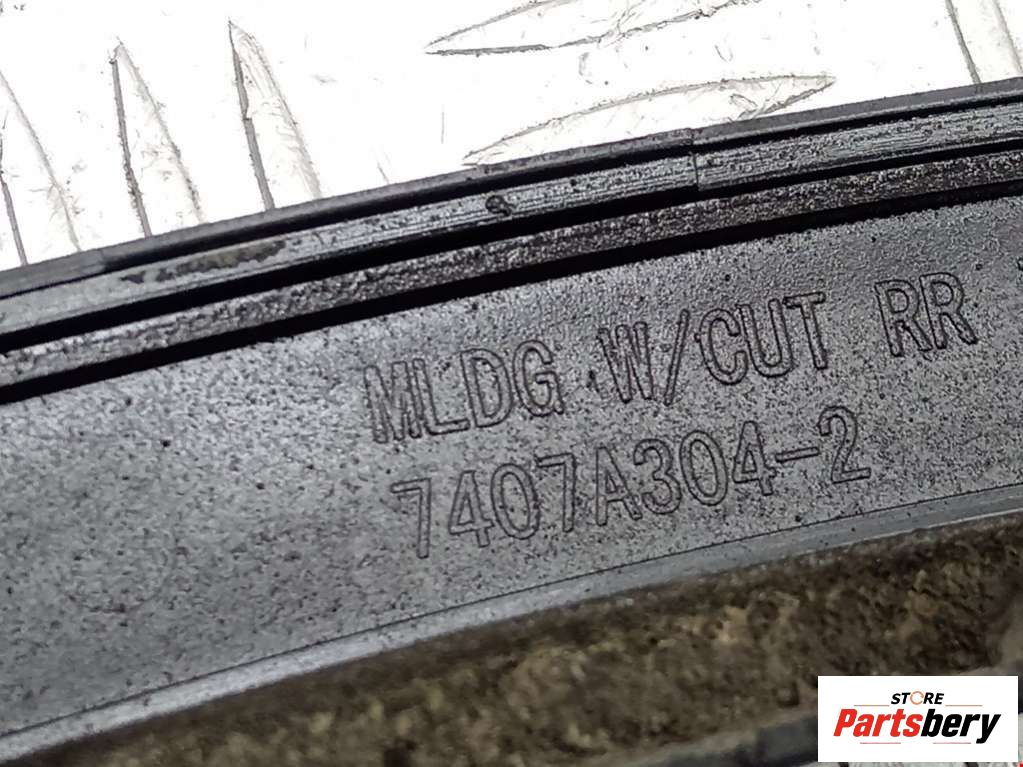 MLDG W/CUT RR
7407A304-2
STORE
Partsbery